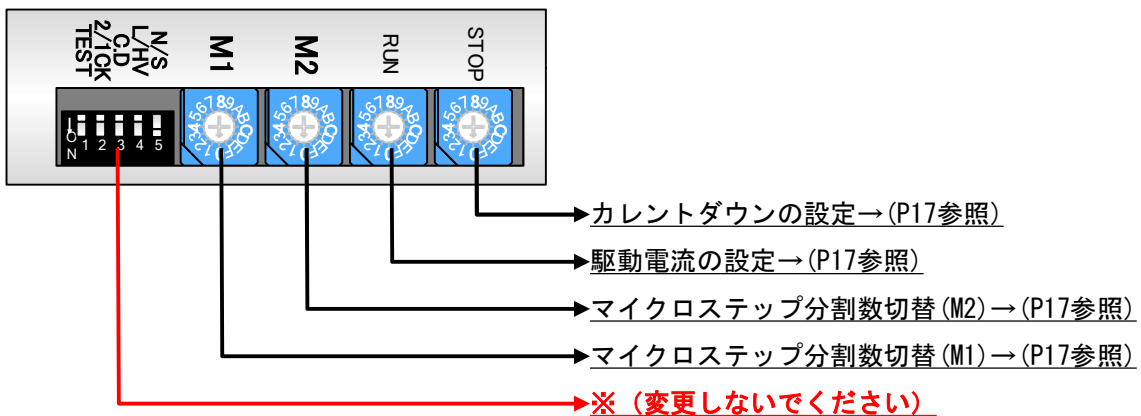 TEST
2/1CK
C.D
L/HV
N/S
M1
M2
RUN
STOP
ON
1 2 3 4 5
カレントダウンの設定→(P17参照)
駆動電流の設定→(P17参照)
マイクロステップ分割数切替(M2)→(P17参照)
マイクロステップ分割数切替(M1)→(P17参照)
※（変更しないでください）